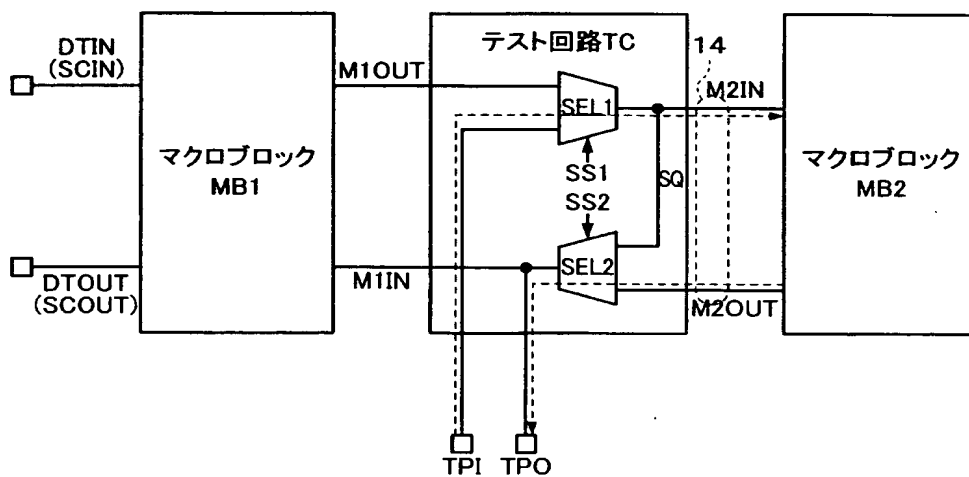 DTIN
(SCIN)
マクロブロック
MB1
DTOUT
(SCOUT)
M1OUT
M1IN
テスト回路TC
SEL1
SS1
SS2
SEL2
SQ
14
M2IN
M2OUT
マクロブロック
MB2
TPI
TPO